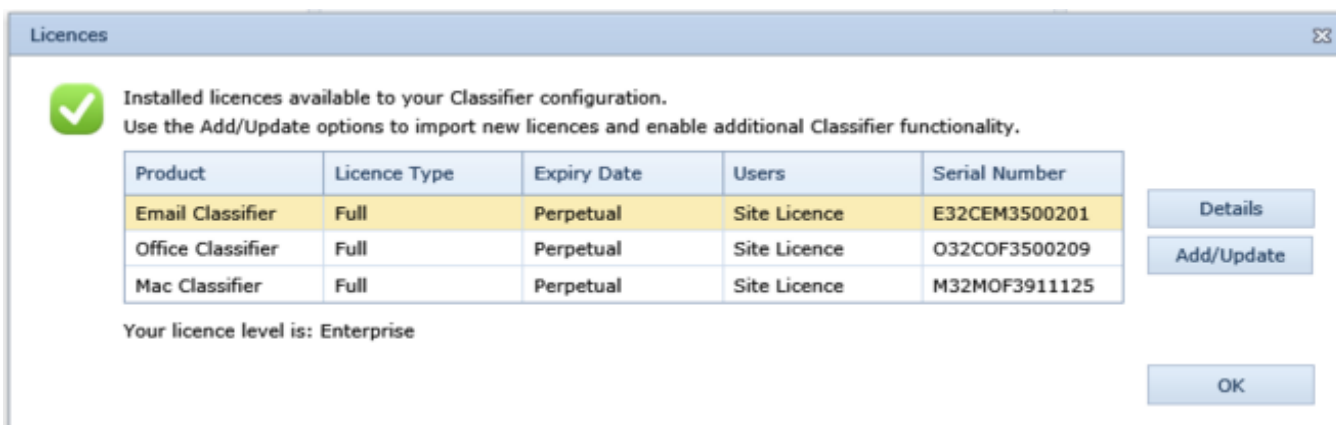 Licences
Installed licences available to your Classifier configuration.
Use the Add/Update options to import new licences and enable additional Classifier functionality.
Product Licence Type Expiry Date Users Serial Number
Email Classifier Full Perpetual Site Licence E32CEM3500201
Details
Office Classifier Full Perpetual Site Licence O32COF3500209
Add/Update
Mac Classifier Full Perpetual Site Licence M32MOF3911125
Your licence level is: Enterprise
OK